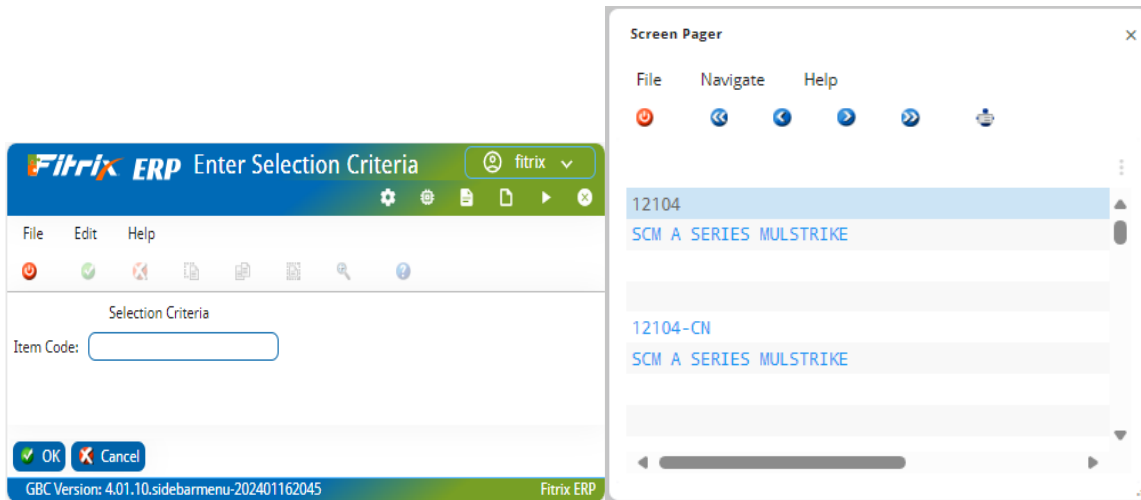 Fitrix ERP Enter Selection Criteria
fitrix
File Edit Help
Selection Criteria
Item Code:
OK Cancel
GBC Version: 4.01.10.sidebarmenu-202401162045 Fitrix ERP
Screen Pager
File Navigate Help
12104
SCM A SERIES MULSTRIKE
12104-CN
SCM A SERIES MULSTRIKE